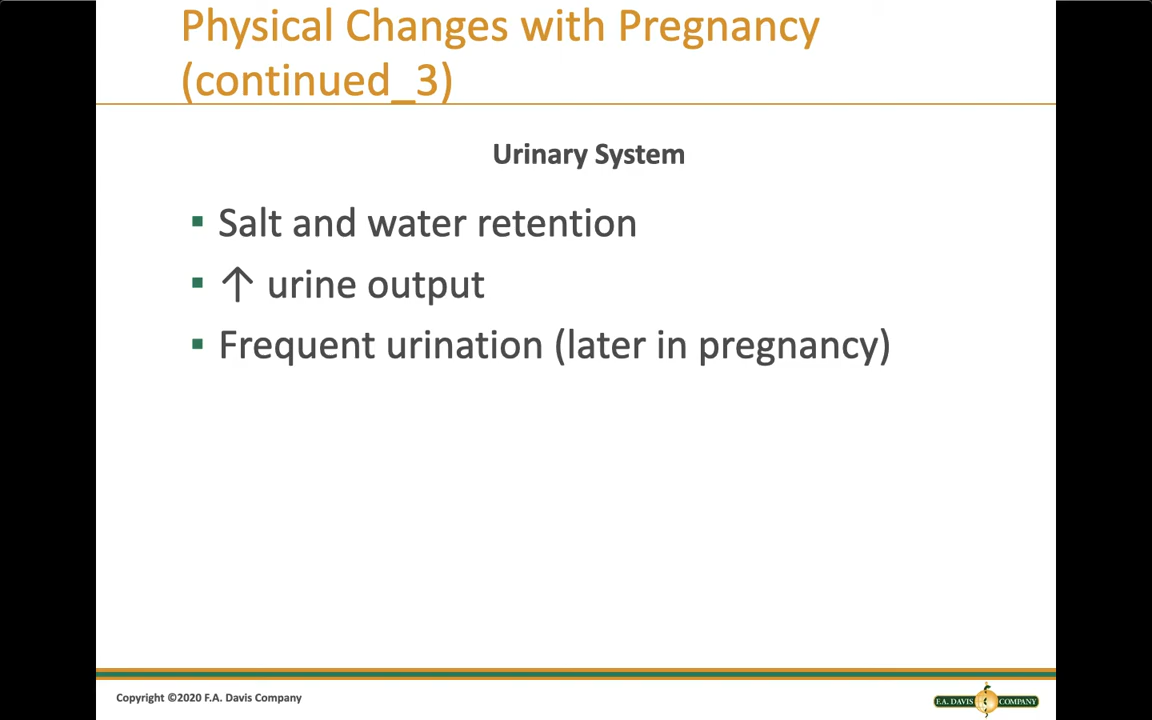 Physical Changes with Pregnancy
(continued_3)
Urinary System
▪ Salt and water retention
▪ ↑ urine output
▪ Frequent urination (later in pregnancy)
Copyright ©2020 F.A. Davis Company
F.A. DAVIS COMPANY